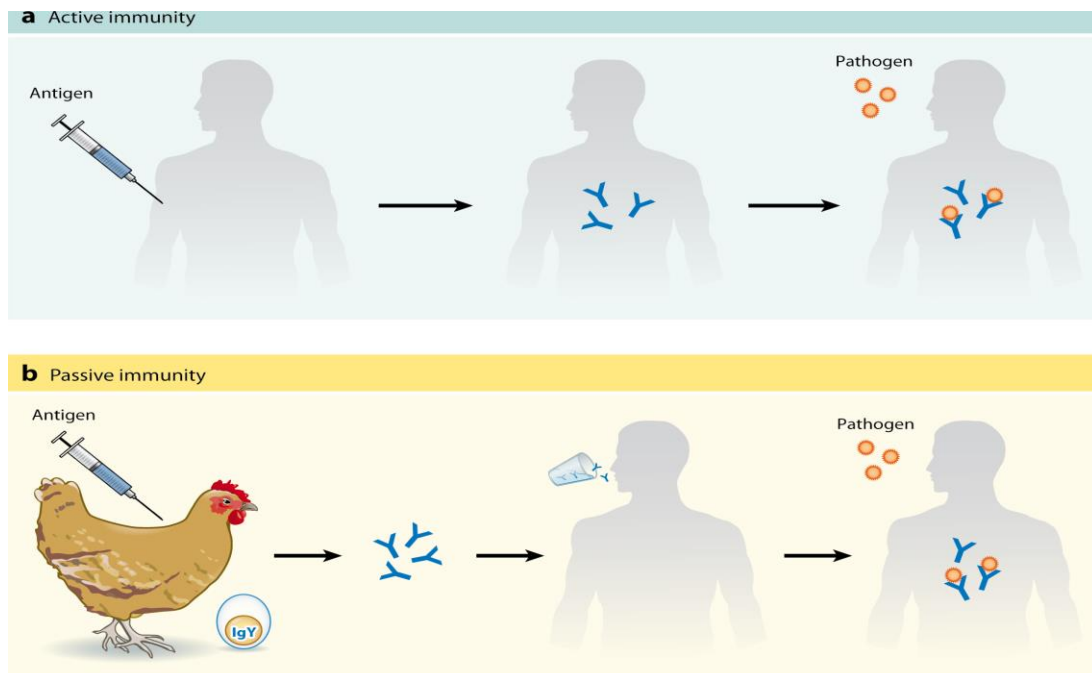 a Active immunity
Antigen
Pathogen
b Passive immunity
Antigen
Pathogen
IgY